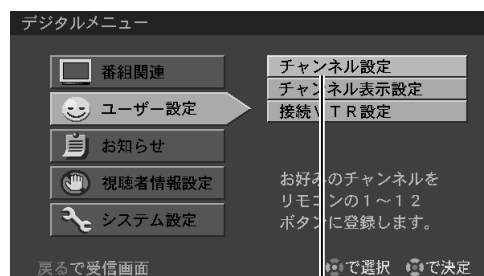 デジタルメニュー
番組関連
ユーザー設定
お知らせ
視聴者情報設定
システム設定
チャンネル設定
チャンネル表示設定
接続VTR設定
お好みのチャンネルを
リモコンの1～12
ボタンに登録します。
戻るで受信画面
で選択 で決定